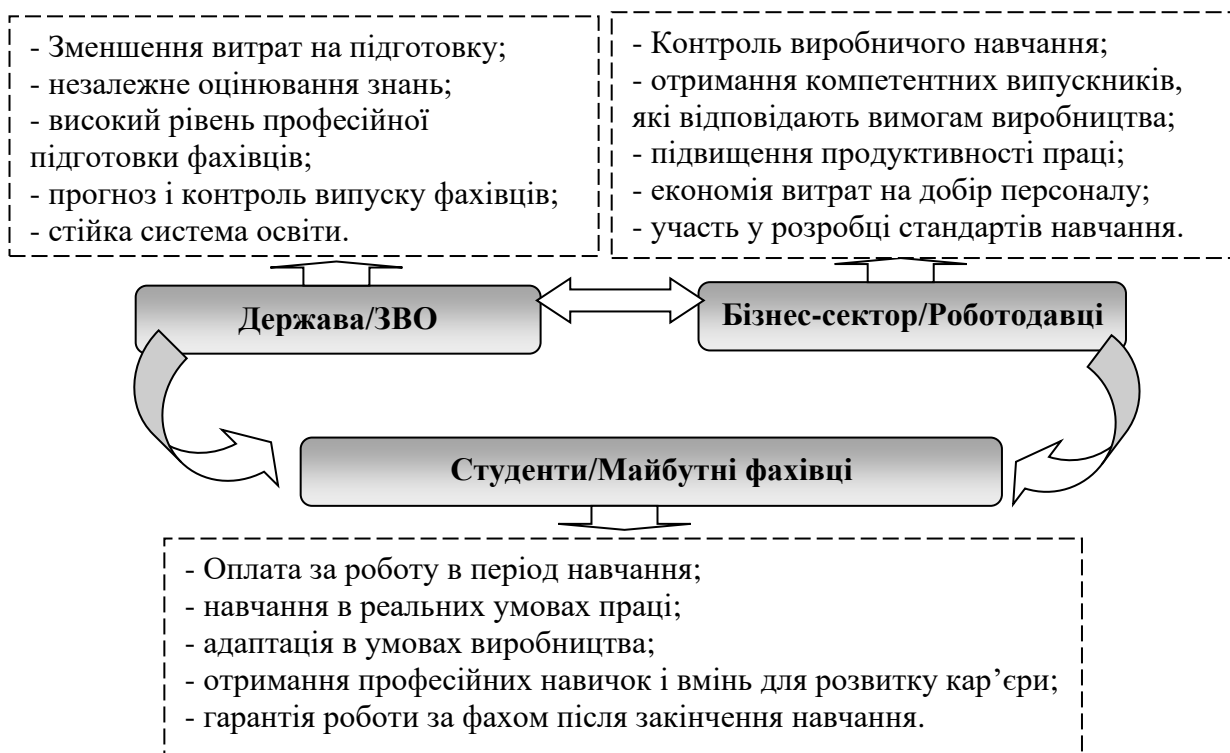 - Зменшення витрат на підготовку;
- незалежне оцінювання знань;
- високий рівень професійної
підготовки фахівців;
- прогноз і контроль випуску фахівців;
- стійка система освіти.
- Контроль виробничого навчання;
- отримання компетентних випускників,
які відповідають вимогам виробництва;
- підвищення продуктивності праці;
- економія витрат на добір персоналу;
- участь у розробці стандартів навчання.
Держава/ЗВО
Бізнес-сектор/Роботодавці
Студенти/Майбутні фахівці
- Оплата за роботу в період навчання;
- навчання в реальних умовах праці;
- адаптація в умовах виробництва;
- отримання професійних навичок і вмінь для розвитку кар’єри;
- гарантія роботи за фахом після закінчення навчання.